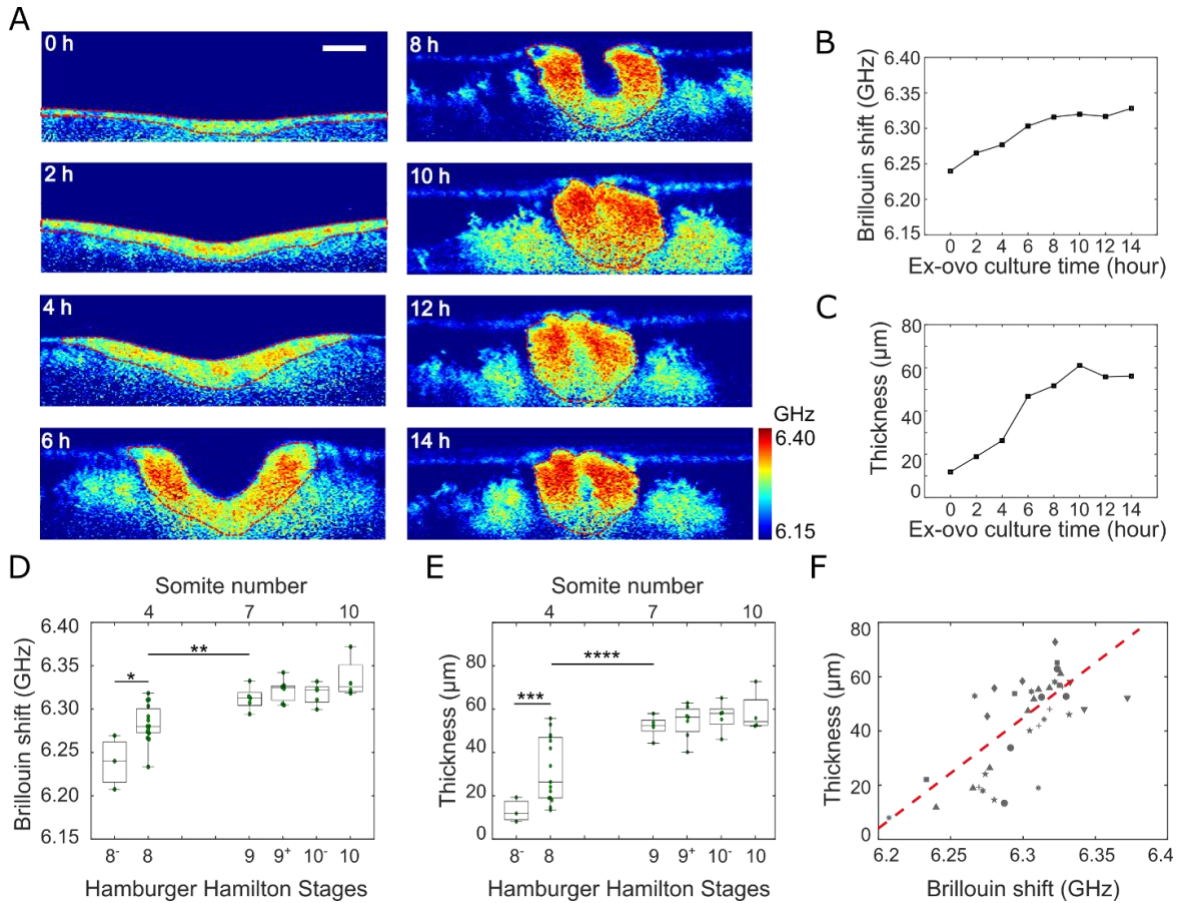 A
0 h
2 h
4 h
6 h
8 h
10 h
12 h
14 h
GHz
6.40
6.15
B
Brillouin shift (GHz)
6.40
6.35
6.30
6.25
6.20
6.15
0 2 4 6 8 10 12 14
Ex-ovo culture time (hour)
C
Thickness (µm)
80
60
40
20
0
0 2 4 6 8 10 12 14
Ex-ovo culture time (hour)
D
Somite number
4 7 10
Brillouin shift (GHz)
6.40
6.35
6.30
6.25
6.20
6.15
*
**
8⁻ 8 9 9⁺ 10⁻ 10
Hamburger Hamilton Stages
E
Somite number
4 7 10
Thickness (µm)
80
60
40
20
0
***
****
8⁻ 8 9 9⁺ 10⁻ 10
Hamburger Hamilton Stages
F
Thickness (µm)
80
60
40
20
0
6.2 6.25 6.3 6.35 6.4
Brillouin shift (GHz)